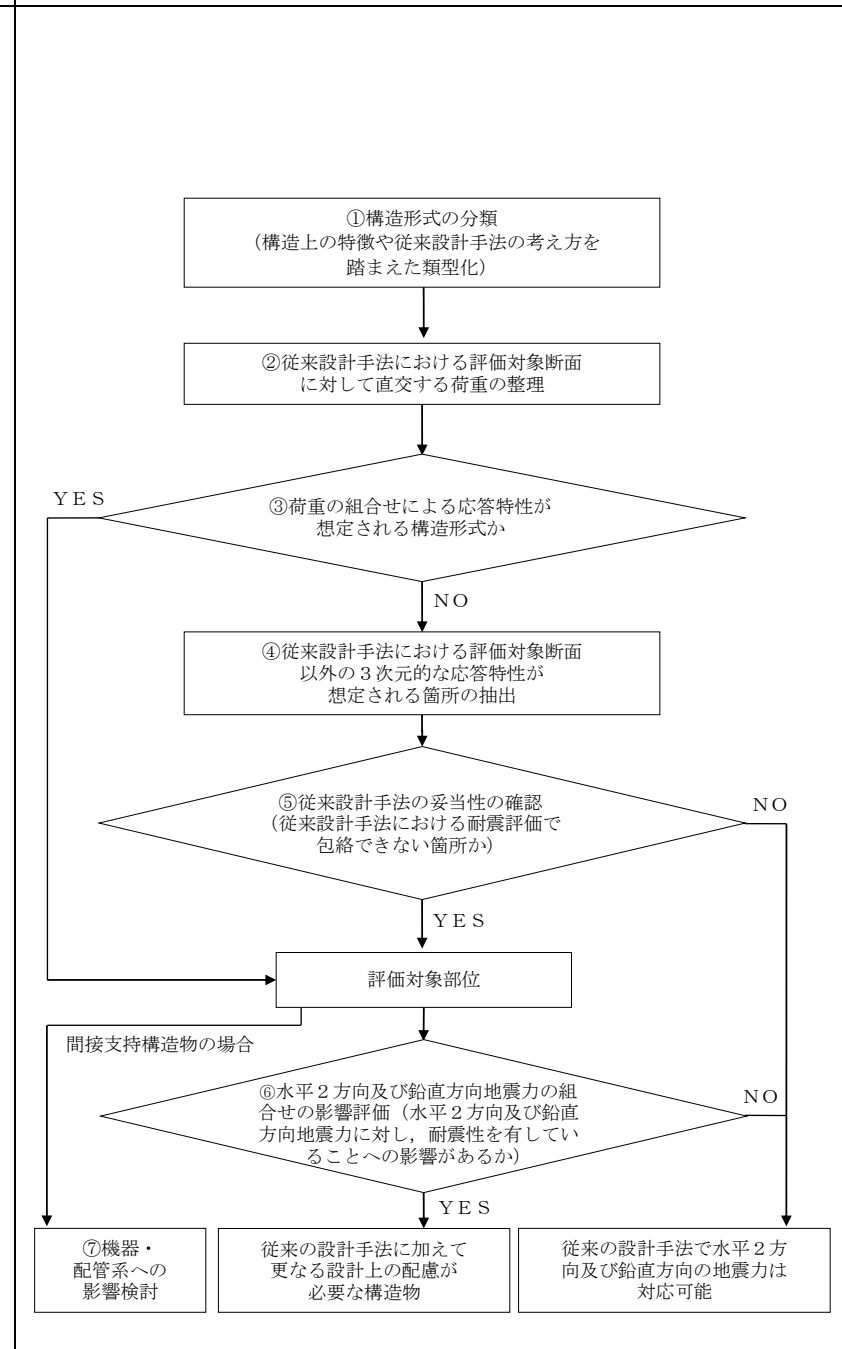 ①構造形式の分類
（構造上の特徴や従来設計手法の考え方を
踏まえた類型化）
②従来設計手法における評価対象断面
に対して直交する荷重の整理
ＹＥＳ
③荷重の組合せによる応答特性が
想定される構造形式か
ＮＯ
④従来設計手法における評価対象断面
以外の３次元的な応答特性が
想定される箇所の抽出
⑤従来設計手法の妥当性の確認
（従来設計手法における耐震評価で
包絡できない箇所か）
ＮＯ
ＹＥＳ
評価対象部位
間接支持構造物の場合
⑥水平２方向及び鉛直方向地震力の組
合せの影響評価（水平２方向及び鉛直
方向地震力に対し，耐震性を有してい
ることへの影響があるか）
ＮＯ
ＹＥＳ
⑦機器・
配管系への
影響検討
従来の設計手法に加えて
更なる設計上の配慮が
必要な構造物
従来の設計手法で水平２方
向及び鉛直方向の地震力は
対応可能